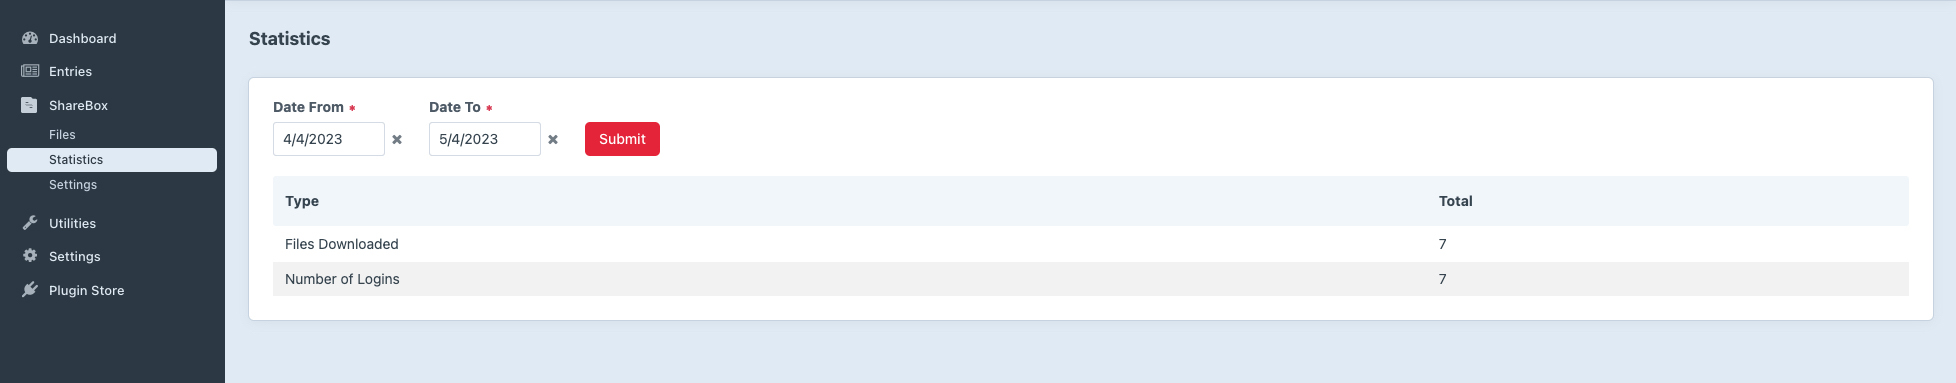 Dashboard
Entries
ShareBox
Files
Statistics
Settings
Utilities
Settings
Plugin Store
Statistics
Date From * Date To *
4/4/2023 5/4/2023 Submit
Type Total
Files Downloaded 7
Number of Logins 7